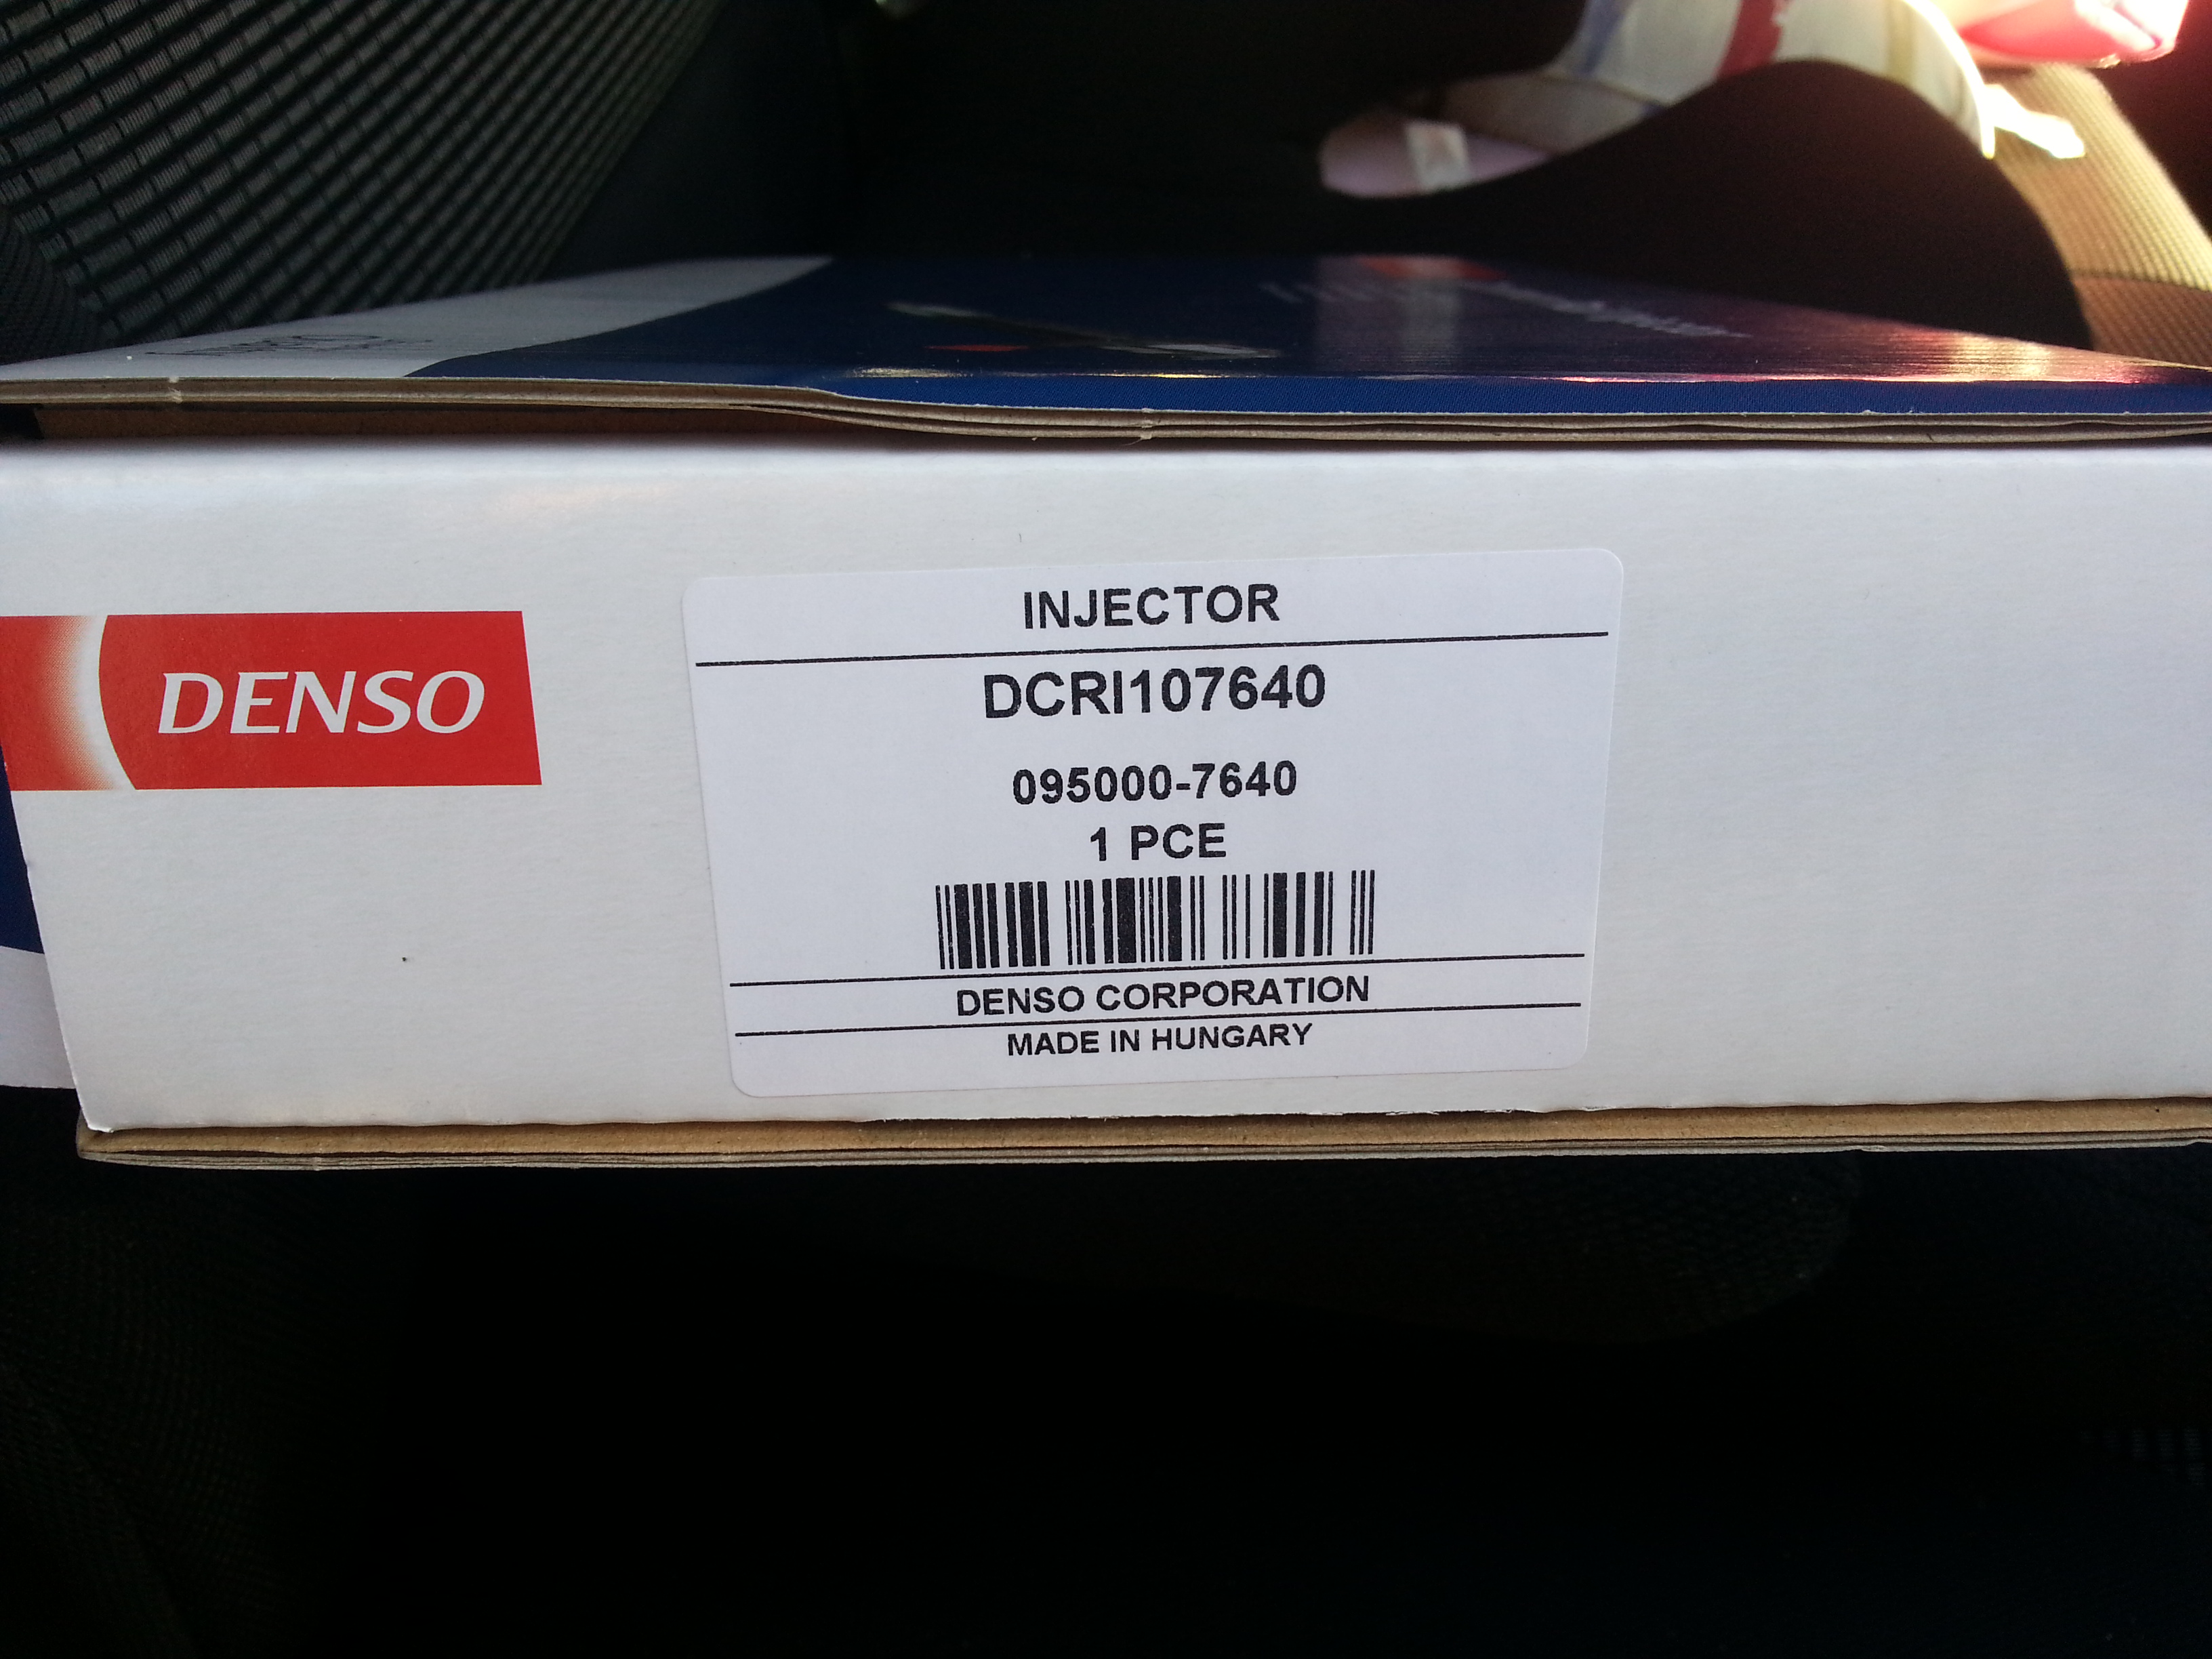 DENSO
INJECTOR
DCRI107640
095000-7640
1 PCE
DENSO CORPORATION
MADE IN HUNGARY